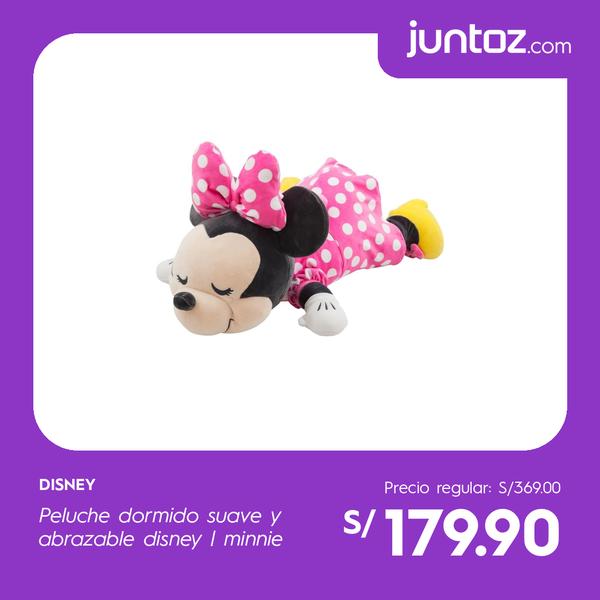 juntoz.com
DISNEY
Peluche dormido suave y
abrazable disney | minnie
Precio regular: S/369.00
S/179.90